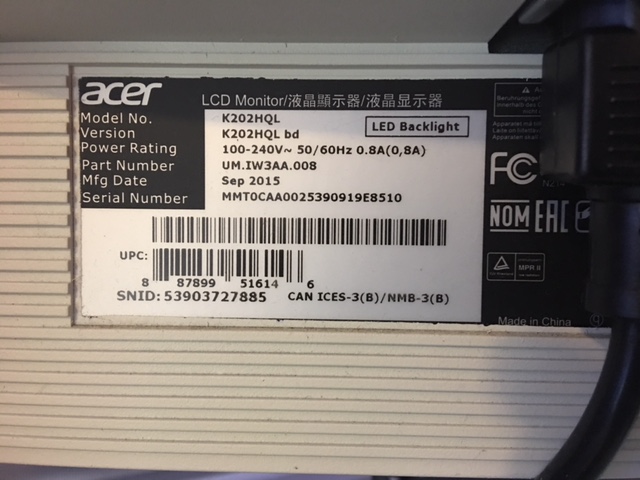 acer
LCD Monitor/液晶顯示器/液晶显示器
Model No. K202HQL
Version K202HQL bd
LED Backlight
Power Rating 100-240V~ 50/60Hz 0.8A(0,8A)
Part Number UM.IW3AA.008
Mfg Date Sep 2015
Serial Number MMT0CAA0025390919E8510
UPC:
8 87899 51614 6
SNID: 53903727885 CAN ICES-3(B)/NMB-3(B)
FC
NOM EAC
MPR II
Made in China